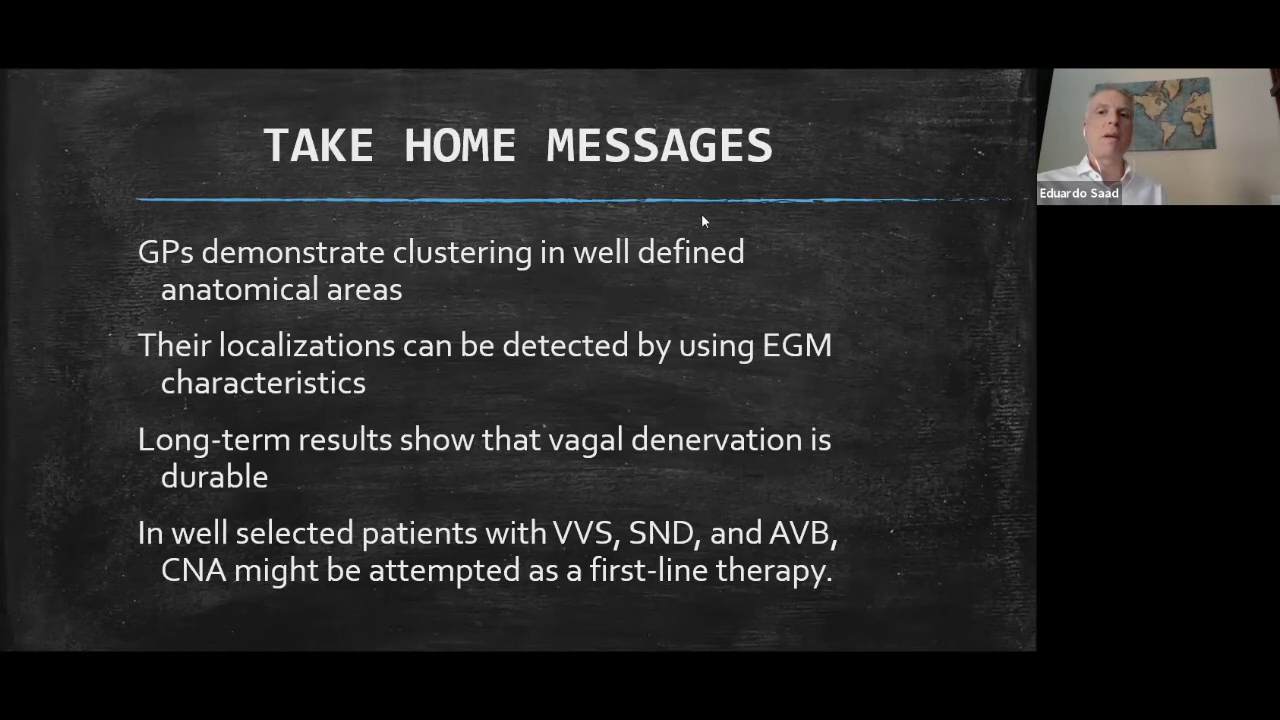 TAKE HOME MESSAGES
GPs demonstrate clustering in well defined
anatomical areas
Their localizations can be detected by using EGM
characteristics
Long-term results show that vagal denervation is
durable
In well selected patients with VVS, SND, and AVB,
CNA might be attempted as a first-line therapy.
Eduardo Saad